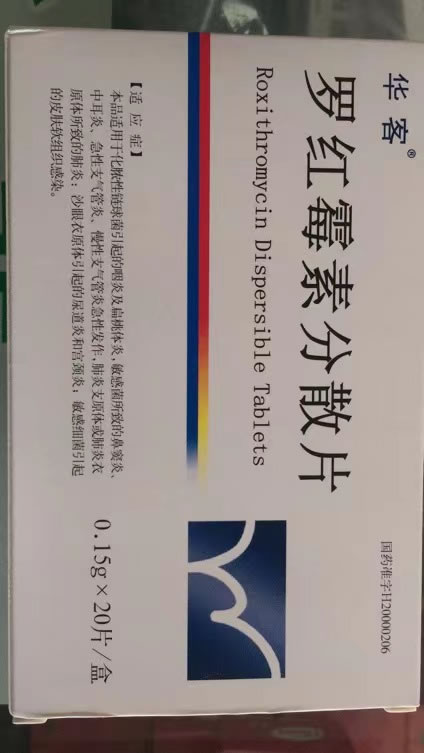 华客®
罗红霉素分散片
Roxithromycin Dispersible Tablets
国药准字H20000206
【适应症】
本品适用于化脓性链球菌引起的咽炎及扁桃体炎,敏感菌所致的鼻窦炎、
中耳炎、急性支气管炎、慢性支气管炎急性发作,肺炎支原体或肺炎衣
原体所致的肺炎；沙眼衣原体引起的尿道炎和宫颈炎；敏感细菌引起
的皮肤软组织感染。
0.15g×20片/盒